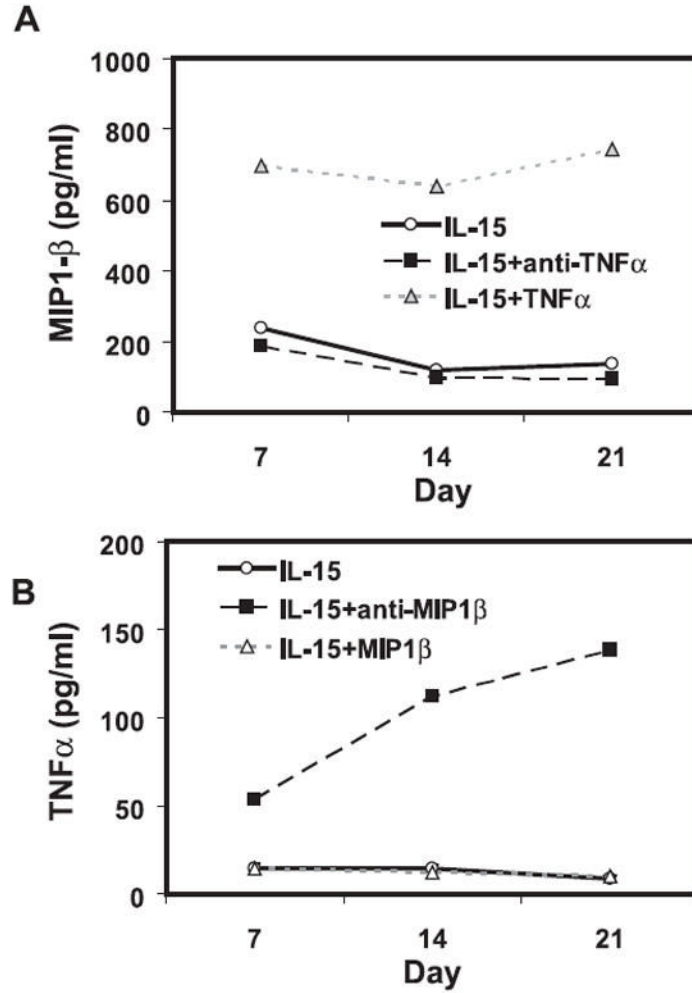 A
1000
800
600
400
200
0
MIP1-β (pg/ml)
IL-15
IL-15+anti-TNFα
IL-15+TNFα
7 14 21
Day
B
200
150
100
50
0
TNFα (pg/ml)
IL-15
IL-15+anti-MIP1β
IL-15+MIP1β
7 14 21
Day